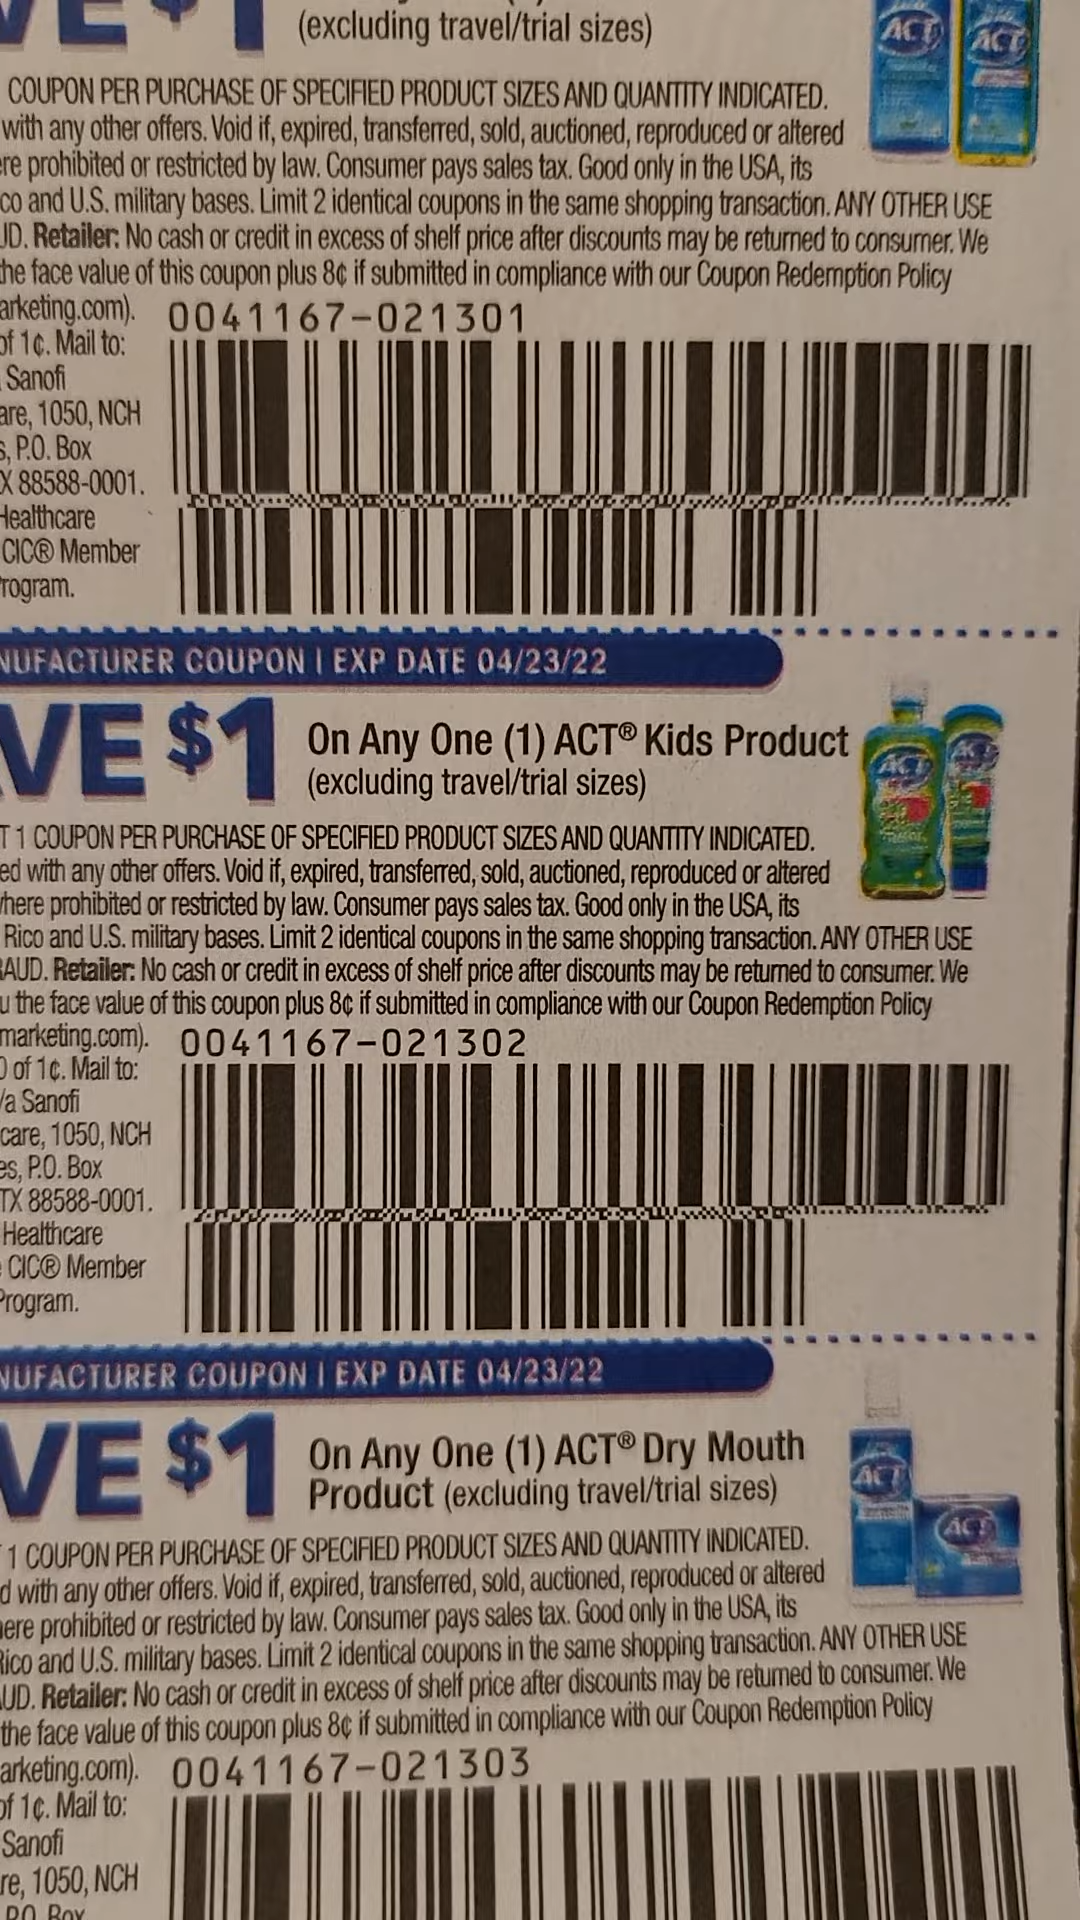 $1
(excluding travel/trial sizes)
ACT ACT
COUPON PER PURCHASE OF SPECIFIED PRODUCT SIZES AND QUANTITY INDICATED.
with any other offers. Void if, expired, transferred, sold, auctioned, reproduced or altered
re prohibited or restricted by law. Consumer pays sales tax. Good only in the USA, its
co and U.S. military bases. Limit 2 identical coupons in the same shopping transaction. ANY OTHER USE
UD. Retailer: No cash or credit in excess of shelf price after discounts may be returned to consumer. We
he face value of this coupon plus 8¢ if submitted in compliance with our Coupon Redemption Policy
arketing.com).
0041167-021301
of 1¢. Mail to:
Sanofi
are, 1050, NCH
s, P.O. Box
X 88588-0001.
Healthcare
CIC® Member
rogram.
NUFACTURER COUPON | EXP DATE 04/23/22
VE $1
On Any One (1) ACT® Kids Product
(excluding travel/trial sizes)
ACT ACT
T 1 COUPON PER PURCHASE OF SPECIFIED PRODUCT SIZES AND QUANTITY INDICATED.
ed with any other offers. Void if, expired, transferred, sold, auctioned, reproduced or altered
here prohibited or restricted by law. Consumer pays sales tax. Good only in the USA, its
Rico and U.S. military bases. Limit 2 identical coupons in the same shopping transaction. ANY OTHER USE
RAUD. Retailer: No cash or credit in excess of shelf price after discounts may be returned to consumer. We
u the face value of this coupon plus 8¢ if submitted in compliance with our Coupon Redemption Policy
marketing.com).
0041167-021302
0 of 1¢. Mail to:
/a Sanofi
care, 1050, NCH
es, P.O. Box
TX 88588-0001.
Healthcare
CIC® Member
Program.
NUFACTURER COUPON | EXP DATE 04/23/22
VE $1
On Any One (1) ACT® Dry Mouth
Product (excluding travel/trial sizes)
ACT
ACT
1 COUPON PER PURCHASE OF SPECIFIED PRODUCT SIZES AND QUANTITY INDICATED.
d with any other offers. Void if, expired, transferred, sold, auctioned, reproduced or altered
ere prohibited or restricted by law. Consumer pays sales tax. Good only in the USA, its
Rico and U.S. military bases. Limit 2 identical coupons in the same shopping transaction. ANY OTHER USE
AUD. Retailer: No cash or credit in excess of shelf price after discounts may be returned to consumer. We
the face value of this coupon plus 8¢ if submitted in compliance with our Coupon Redemption Policy
arketing.com).
0041167-021303
of 1¢. Mail to:
Sanofi
re, 1050, NCH
P.O. Box